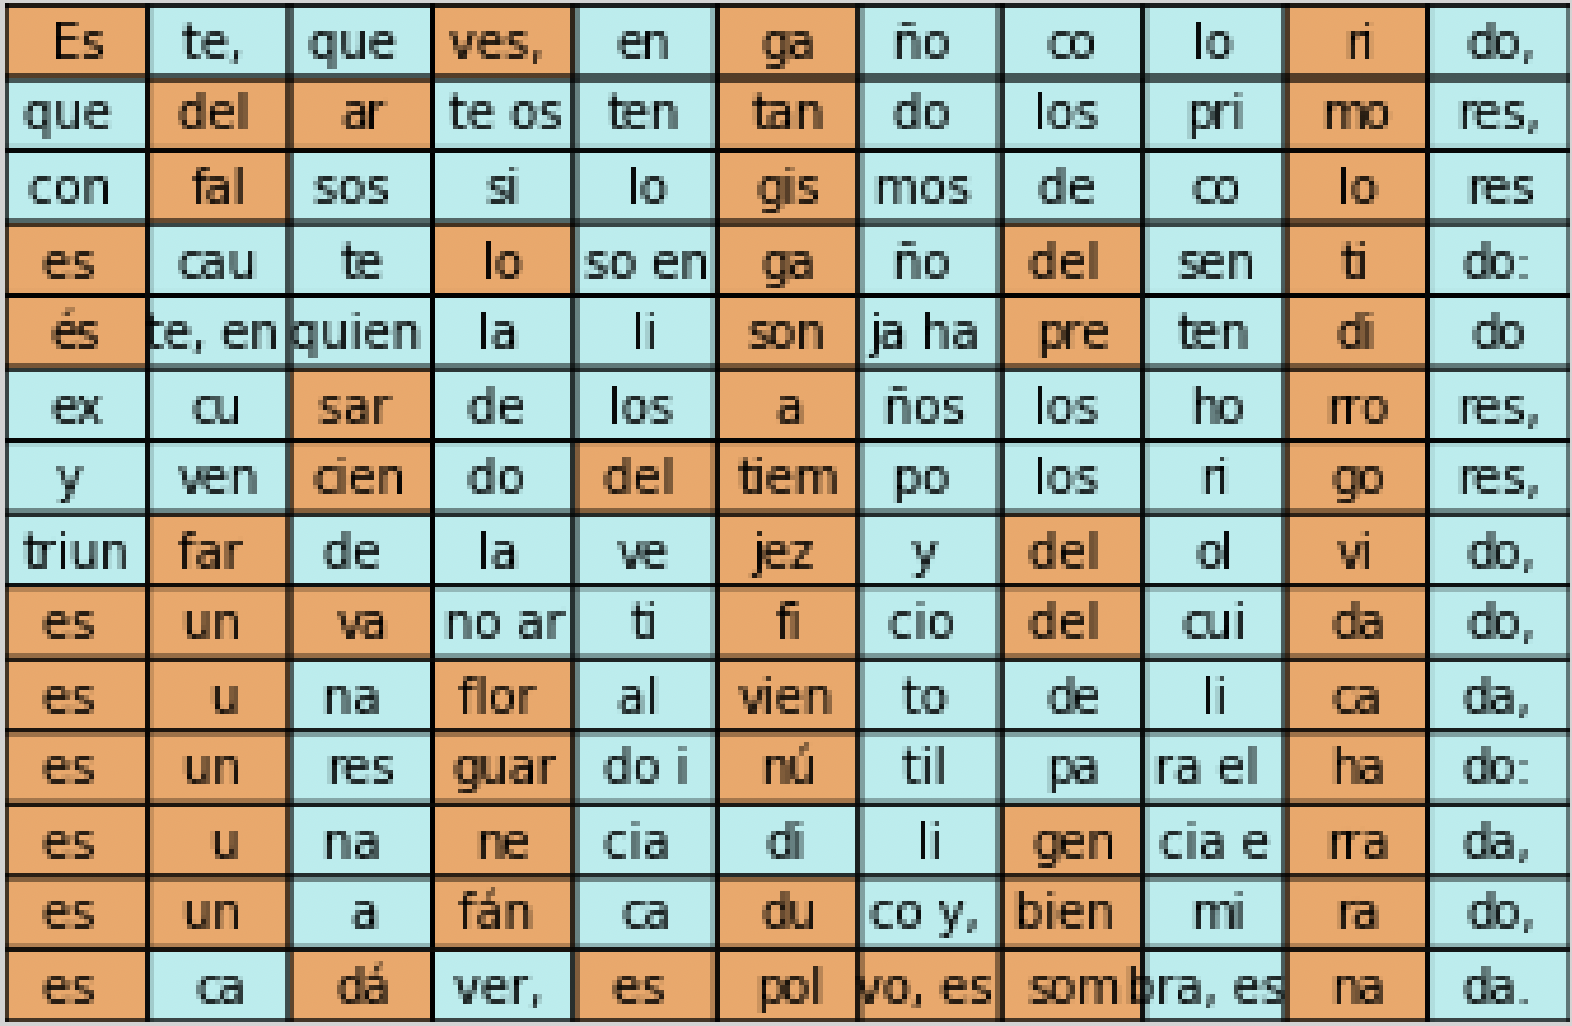 Es te, que ves, en ga ño co lo ri do,
que del ar te os ten tan do los pri mo res,
con fal sos si lo gis mos de co lo res
es cau te lo so en ga ño del sen ti do:
és te, en quien la li son ja ha pre ten di do
ex cu sar de los a ños los ho rro res,
y ven cien do del tiem po los ri go res,
triun far de la ve jez y del ol vi do,
es un va no ar ti fi cio del cui da do,
es u na flor al vien to de li ca da,
es un res guar do i nú til pa ra el ha do:
es u na ne cia di li gen cia e rra da,
es un a fán ca du co y, bien mi ra do,
es ca dá ver, es pol vo, es som bra, es na da.